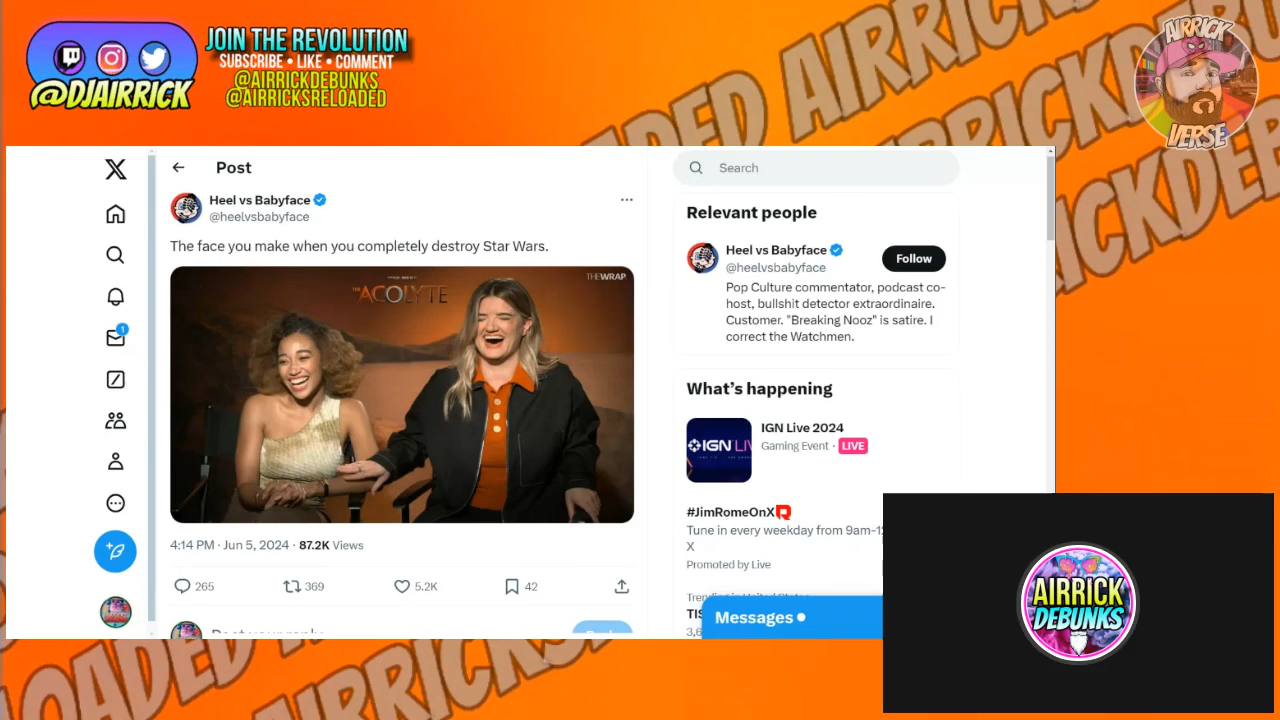 JOIN THE REVOLUTION
SUBSCRIBE • LIKE • COMMENT
@AIRRICKDEBUNKS
@AIRRICKSRELOADED
@DJAIRRICK
AIRRICK
VERSE
Post
Heel vs Babyface
@heelvsbabyface
The face you make when you completely destroy Star Wars.
THE ACOLYTE
THEWRAP
4:14 PM · Jun 5, 2024 · 87.2K Views
265 369 5.2K 42
1
Search
Relevant people
Heel vs Babyface
@heelvsbabyface
Follow
Pop Culture commentator, podcast co-
host, bullshit detector extraordinaire.
Customer. "Breaking Nooz" is satire. I
correct the Watchmen.
What's happening
IGN LIV
IGN Live 2024
Gaming Event · LIVE
#JimRomeOnX
Tune in every weekday from 9am-12
X
Promoted by Live
Messages
AIRRICK
DEBUNKS